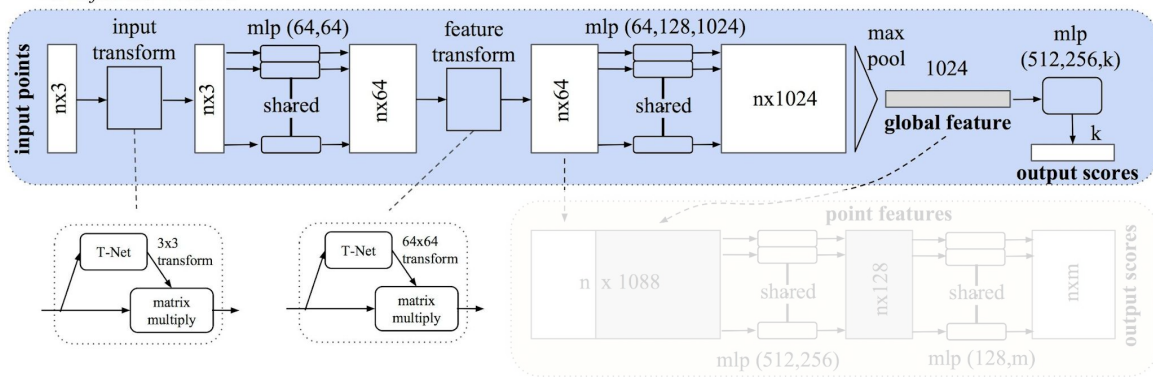 input points
nx3
input
transform
nx3
mlp (64,64)
shared
nx64
feature
transform
nx64
mlp (64,128,1024)
shared
nx1024
max
pool
1024
global feature
mlp
(512,256,k)
k
output scores
T-Net
3x3
transform
matrix
multiply
T-Net
64x64
transform
matrix
multiply
point features
n x 1088
shared
mlp (512,256)
nx128
shared
mlp (128,m)
nxm
output scores